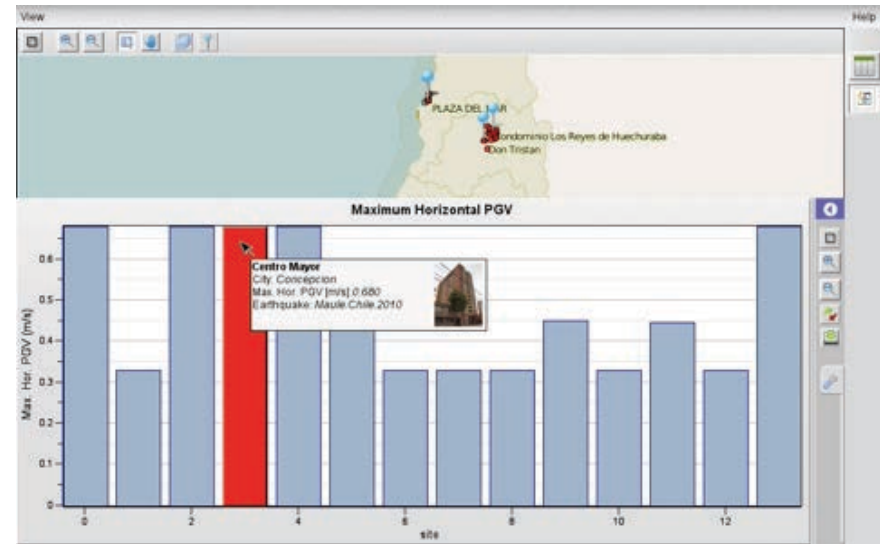 View
Help
PLAZA DEL MAR
Condominio Los Reyes de Huechuraba
Don Tristan
Maximum Horizontal PGV
Max. Hor. PGV (m/s)
0.6
0.5
0.4
0.3
0.2
0.1
0
Centro Mayor
City: Concepcion
Max. Hor. PGV [m/s] 0.680
Earthquake: Maule.Chile.2010
0 2 4 6 8 10 12
site